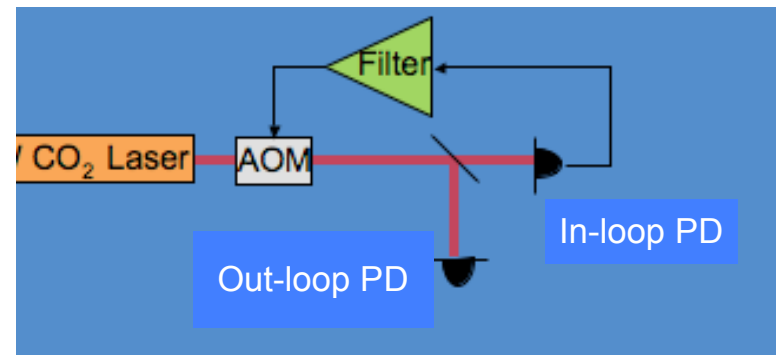 Filter
CO₂ Laser
AOM
In-loop PD
Out-loop PD